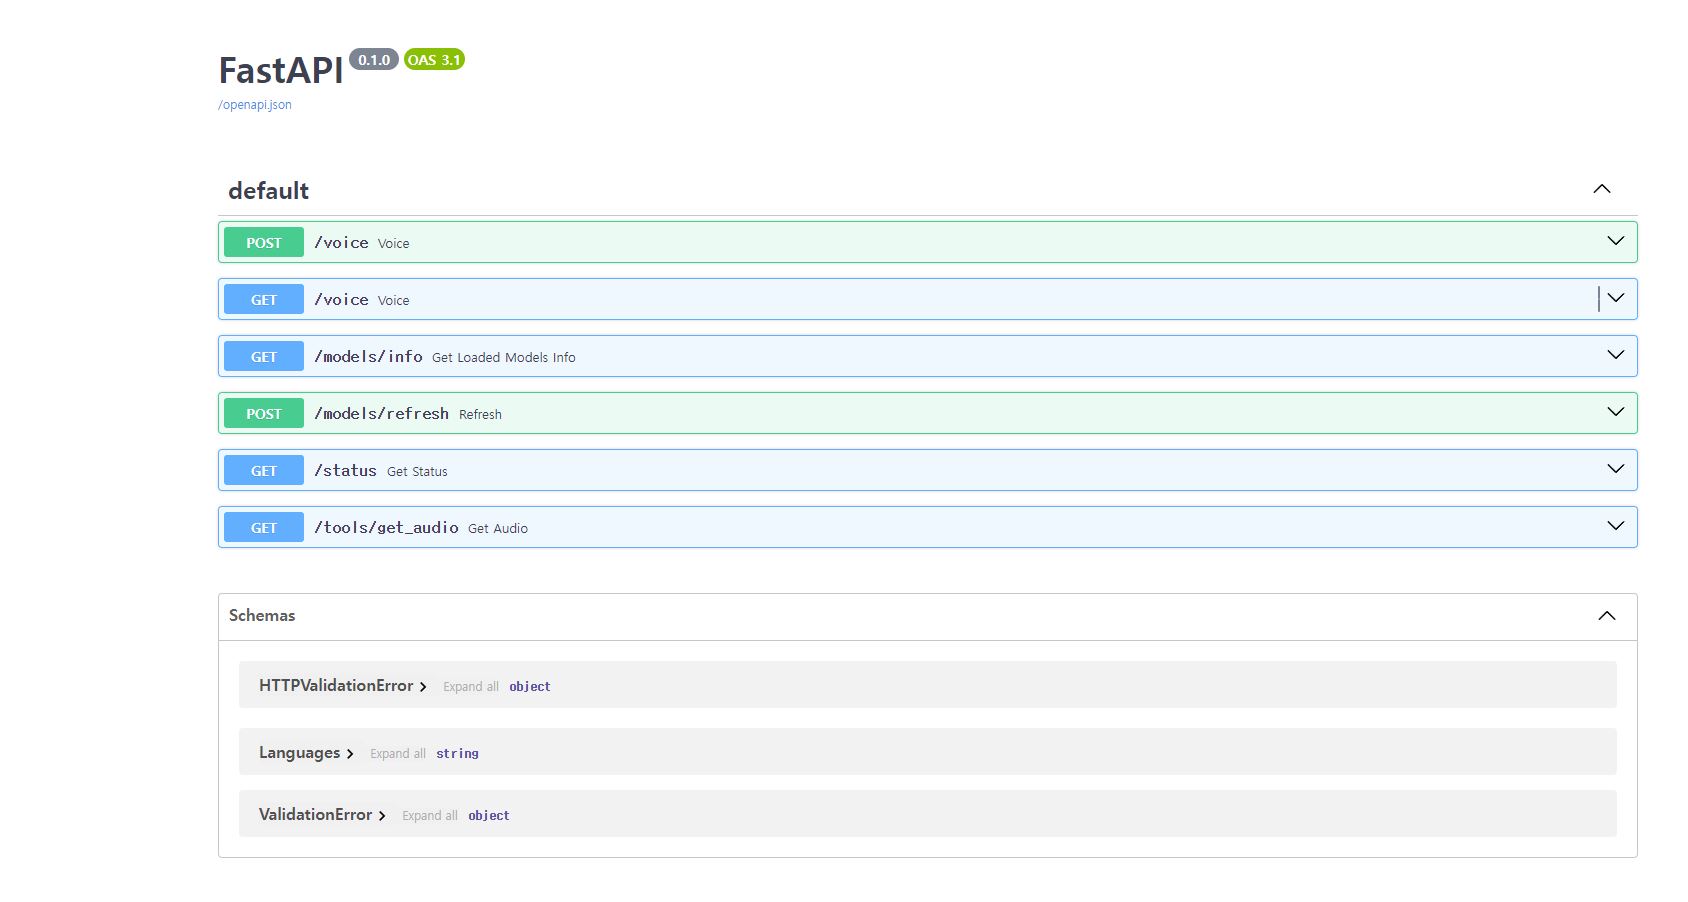 FastAPI 0.1.0 OAS 3.1
/openapi.json
default
POST /voice Voice
GET /voice Voice
GET /models/info Get Loaded Models Info
POST /models/refresh Refresh
GET /status Get Status
GET /tools/get_audio Get Audio
Schemas
HTTPValidationError Expand all object
Languages Expand all string
ValidationError Expand all object